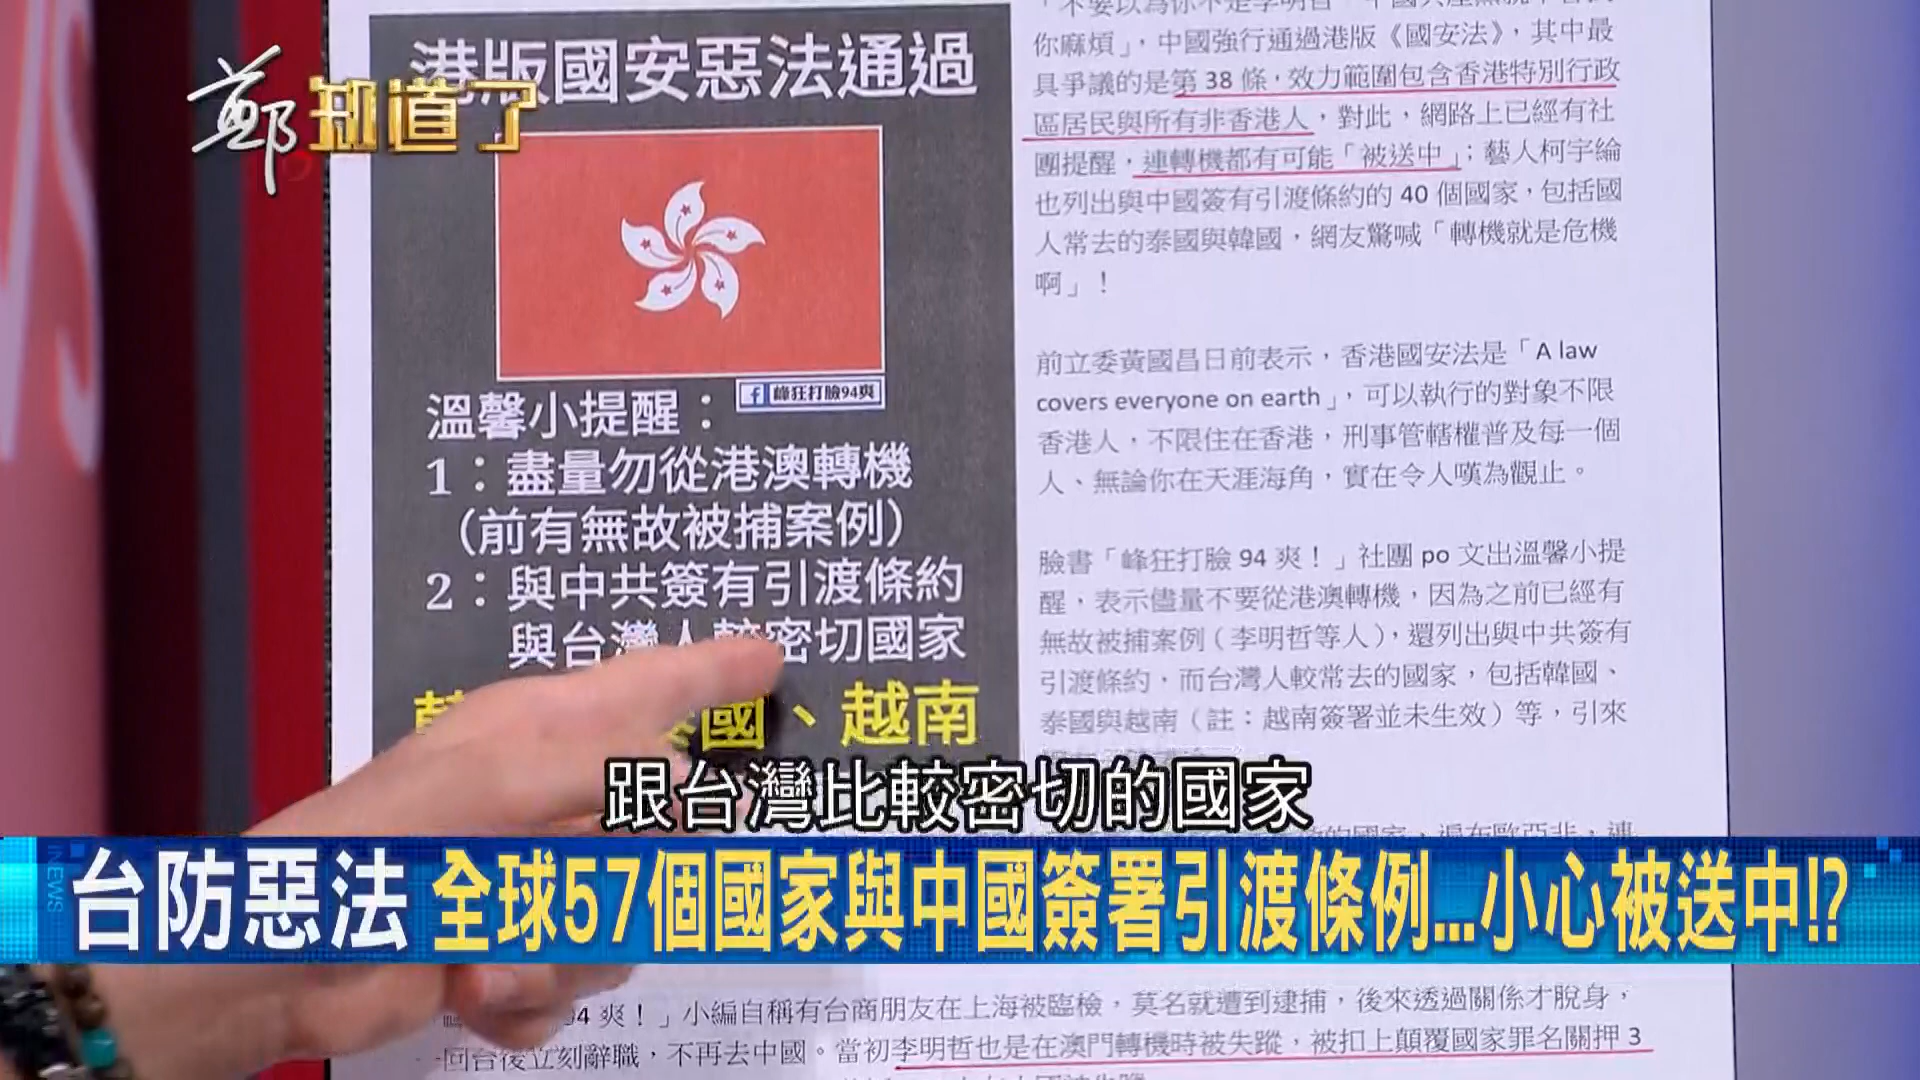 鄭知道了
港版國安惡法通過
峰狂打臉94爽
溫馨小提醒：
1：盡量勿從港澳轉機
（前有無故被捕案例）
2：與中共簽有引渡條約
與台灣人較密切國家
國、越南
你麻煩」，中國強行通過港版《國安法》，其中最
具爭議的是第 38 條，效力範圍包含香港特別行政
區居民與所有非香港人，對此，網路上已經有社
團提醒，連轉機都有可能「被送中」；藝人柯宇綸
也列出與中國簽有引渡條約的 40 個國家，包括國
人常去的泰國與韓國，網友驚喊「轉機就是危機
啊」！
前立委黃國昌日前表示，香港國安法是「A law
covers everyone on earth」，可以執行的對象不限
香港人，不限住在香港，刑事管轄權普及每一個
人、無論你在天涯海角，實在令人嘆為觀止。
臉書「峰狂打臉 94 爽！」社團 po 文出溫馨小提
醒，表示儘量不要從港澳轉機，因為之前已經有
無故被捕案例（李明哲等人），還列出與中共簽有
引渡條約，而台灣人較常去的國家，包括韓國、
泰國與越南（註：越南簽署並未生效）等，引來
跟台灣比較密切的國家
NEWS
台防惡法 全球57個國家與中國簽署引渡條例...小心被送中!?
94 爽！」小編自稱有台商朋友在上海被臨檢，莫名就遭到逮捕，後來透過關係才脫身，
回台後立刻辭職，不再去中國。當初李明哲也是在澳門轉機時被失蹤，被扣上顛覆國家罪名關押 3